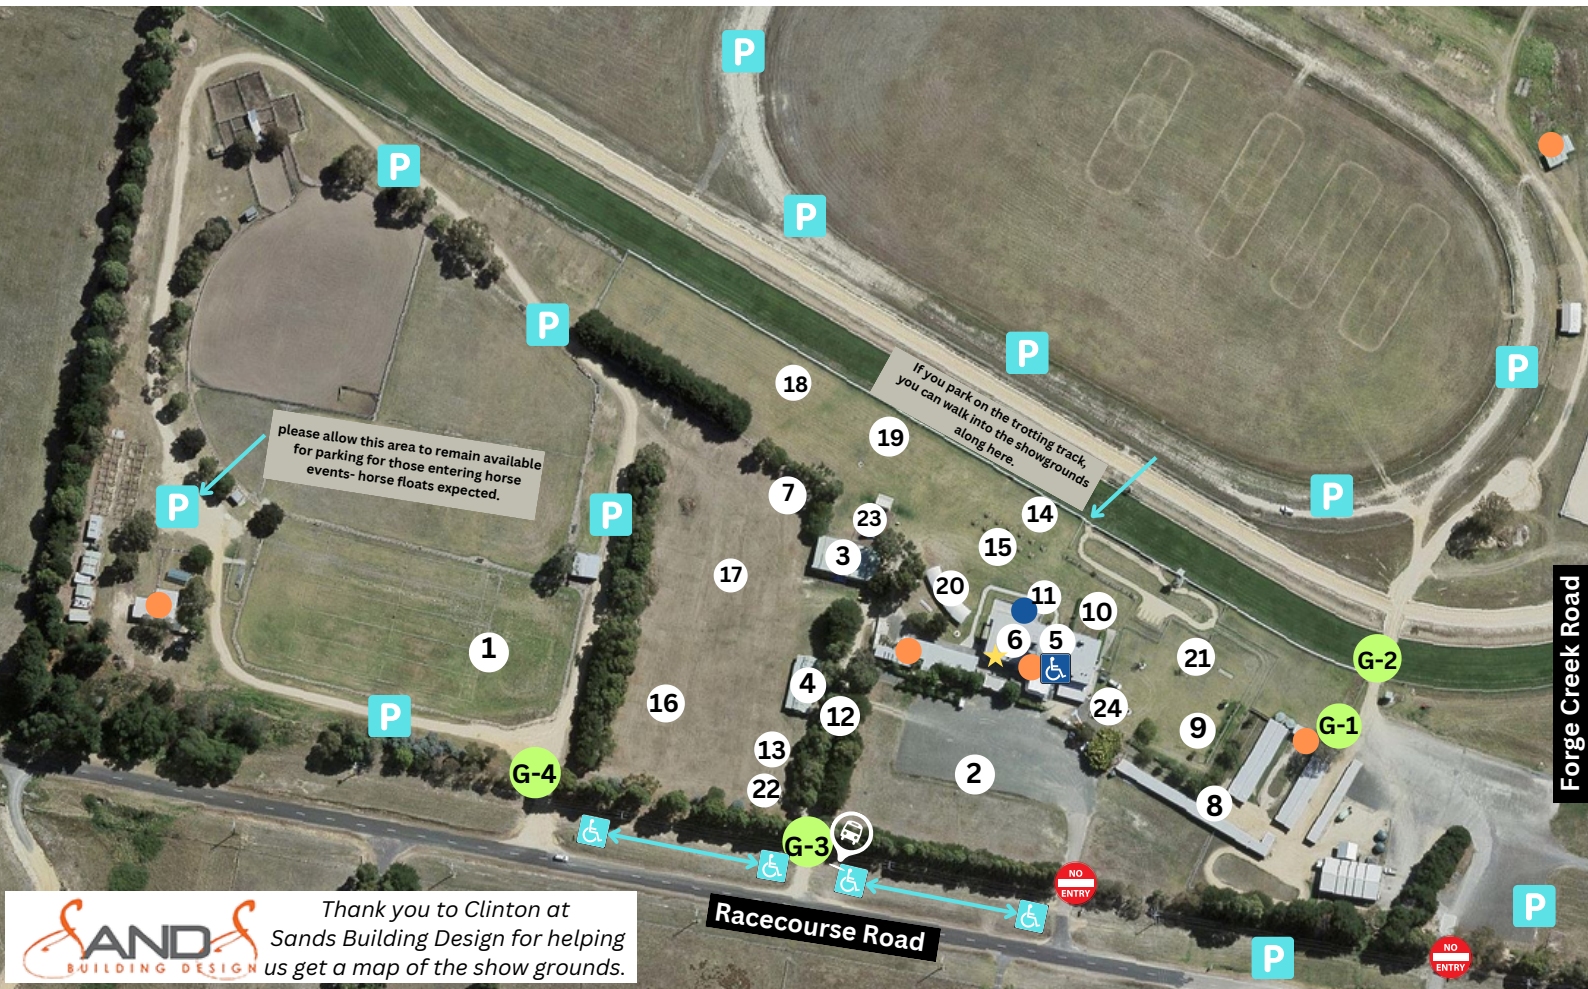 P
P
P
P
P
P
P
P
P
P
P
P
P
If you park on the trotting track,
you can walk into the showgrounds
along here.
please allow this area to remain available
for parking for those entering horse
events- horse floats expected.
18
19
7
14
23
15
3
17
20
11
10
6
5
1
21
G-2
4
16
12
24
9
G-1
13
2
G-4
22
8
G-3
NO
ENTRY
NO
ENTRY
Forge Creek Road
Racecourse Road
SANDS
BUILDING DESIGN
Thank you to Clinton at
Sands Building Design for helping
us get a map of the show grounds.